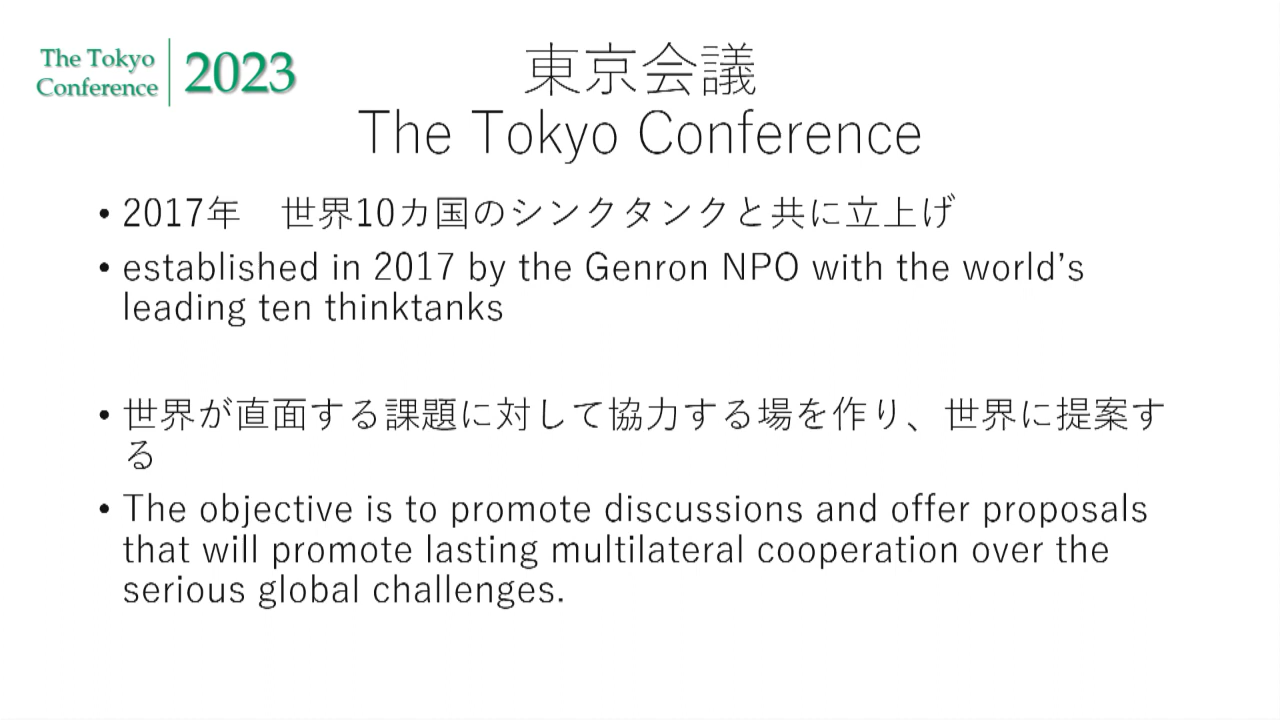 The Tokyo
Conference
2023
東京会議
The Tokyo Conference
• 2017年　世界10カ国のシンクタンクと共に立上げ
• established in 2017 by the Genron NPO with the world’s
leading ten thinktanks
• 世界が直面する課題に対して協力する場を作り、世界に提案す
る
• The objective is to promote discussions and offer proposals
that will promote lasting multilateral cooperation over the
serious global challenges.